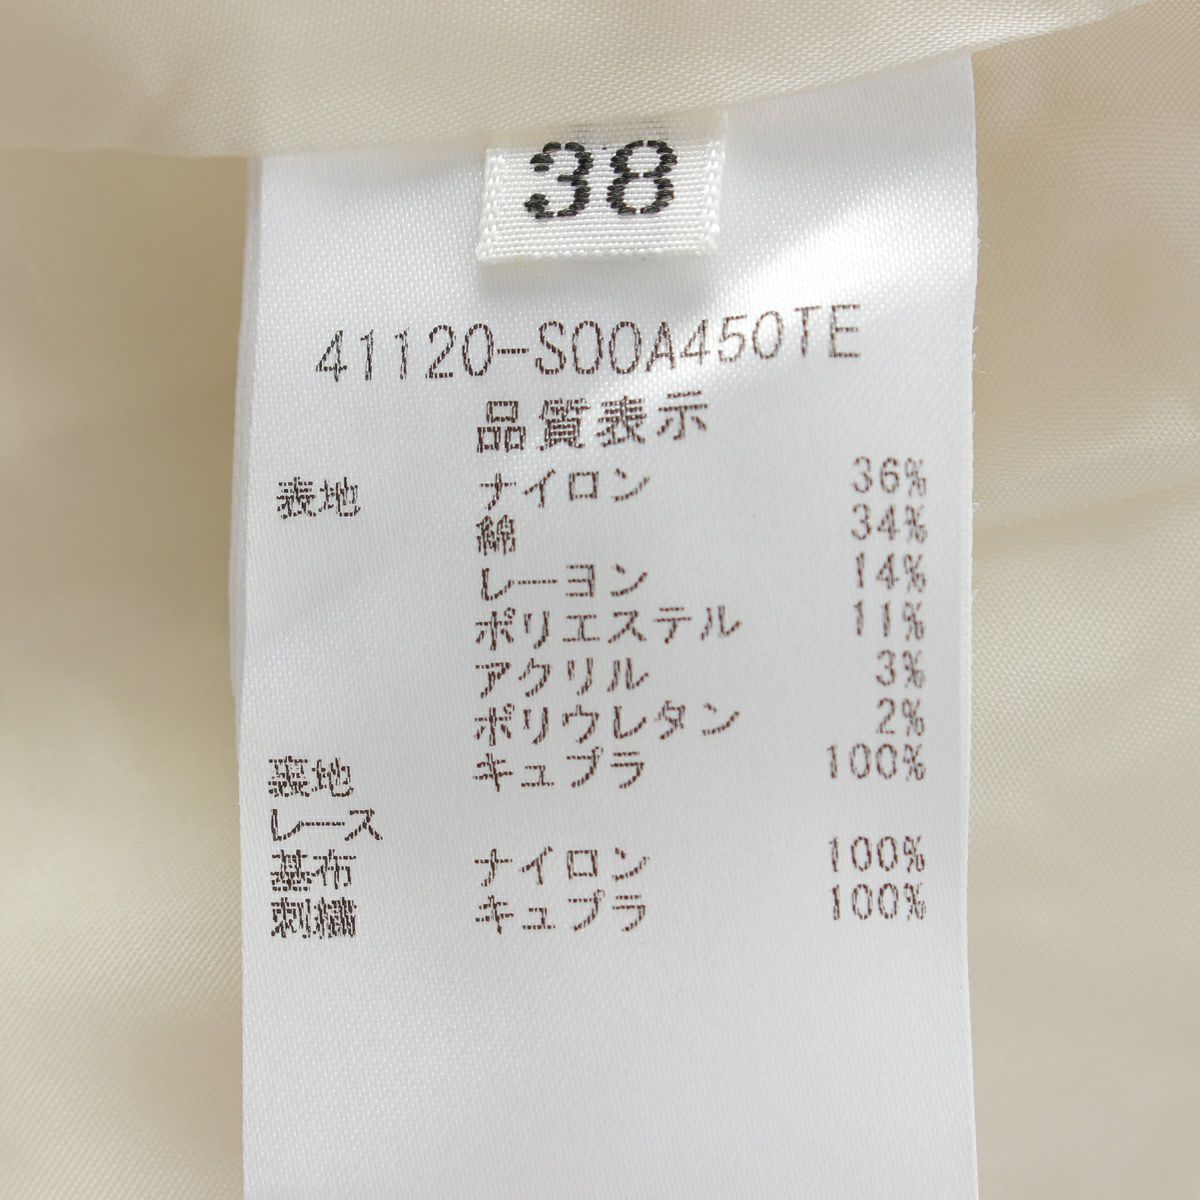 38
41120-S00A450TE
品質表示
表地 ナイロン 36%
綿 34%
レーヨン 14%
ポリエステル 11%
アクリル 3%
ポリウレタン 2%
裏地 キュプラ 100%
レース
基布 ナイロン 100%
刺繍 キュプラ 100%